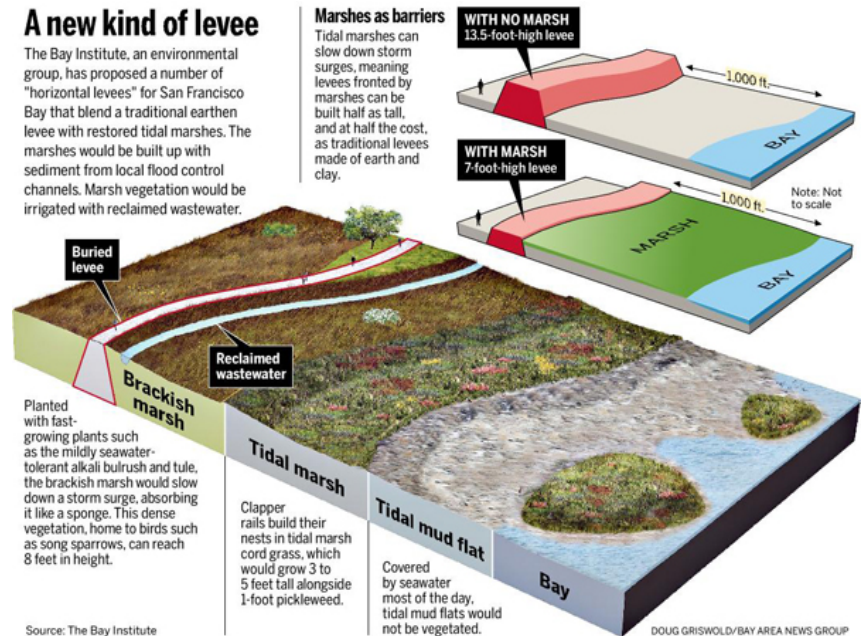 A new kind of levee
The Bay Institute, an environmental
group, has proposed a number of
"horizontal levees" for San Francisco
Bay that blend a traditional earthen
levee with restored tidal marshes. The
marshes would be built up with
sediment from local flood control
channels. Marsh vegetation would be
irrigated with reclaimed wastewater.
Marshes as barriers
Tidal marshes can
slow down storm
surges, meaning
levees fronted by
marshes can be
built half as tall,
and at half the cost,
as traditional levees
made of earth and
clay.
WITH NO MARSH
13.5-foot-high levee
1,000 ft.
BAY
WITH MARSH
7-foot-high levee
1,000 ft.
Note: Not
to scale
MARSH
BAY
Buried
levee
Reclaimed
wastewater
Brackish
marsh
Planted
with fast-
growing plants such
as the mildly seawater-
tolerant alkali bulrush and tule,
the brackish marsh would slow
down a storm surge, absorbing
it like a sponge. This dense
vegetation, home to birds such
as song sparrows, can reach
8 feet in height.
Tidal marsh
Clapper
rails build their
nests in tidal marsh
cord grass, which
would grow 3 to
5 feet tall alongside
1-foot pickleweed.
Tidal mud flat
Covered
by seawater
most of the day,
tidal mud flats would
not be vegetated.
Bay
Source: The Bay Institute
DOUG GRISWOLD/BAY AREA NEWS GROUP